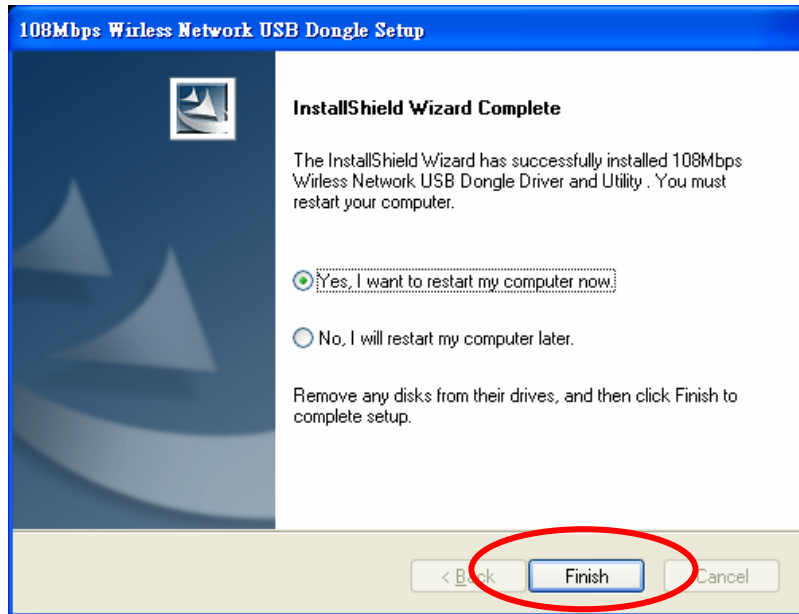 108Mbps Wirless Network USB Dongle Setup
InstallShield Wizard Complete
The InstallShield Wizard has successfully installed 108Mbps
Wirless Network USB Dongle Driver and Utility . You must
restart your computer.
Yes, I want to restart my computer now.
No, I will restart my computer later.
Remove any disks from their drives, and then click Finish to
complete setup.
< Back Finish Cancel